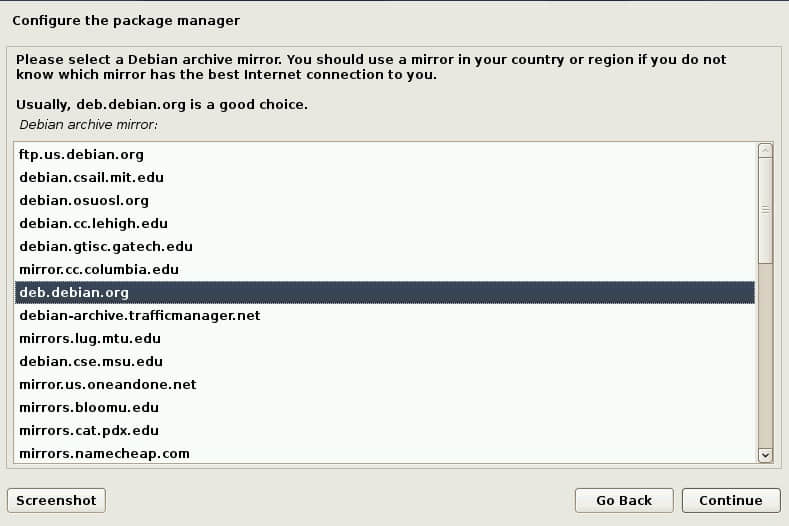 Configure the package manager
Please select a Debian archive mirror. You should use a mirror in your country or region if you do not
know which mirror has the best Internet connection to you.
Usually, deb.debian.org is a good choice.
Debian archive mirror:
ftp.us.debian.org
debian.csail.mit.edu
debian.osuosl.org
debian.cc.lehigh.edu
debian.gtisc.gatech.edu
mirror.cc.columbia.edu
deb.debian.org
debian-archive.trafficmanager.net
mirrors.lug.mtu.edu
debian.cse.msu.edu
mirror.us.oneandone.net
mirrors.bloomu.edu
mirrors.cat.pdx.edu
mirrors.namecheap.com
Screenshot
Go Back
Continue